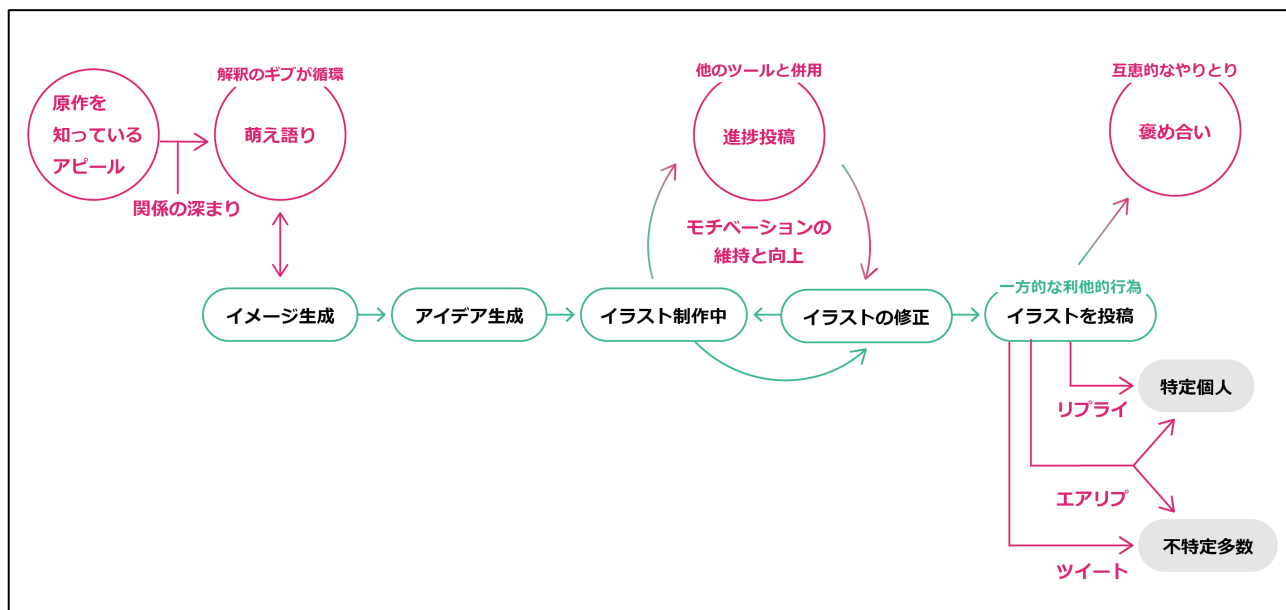 原作を
知っている
アピール
解釈のギブが循環
萌え語り
関係の深まり
他のツールと併用
進捗投稿
モチベーションの
維持と向上
互恵的なやりとり
褒め合い
イメージ生成
アイデア生成
イラスト制作中
イラストの修正
一方的な利他的行為
イラストを投稿
特定個人
リプライ
エアリプ
不特定多数
ツイート